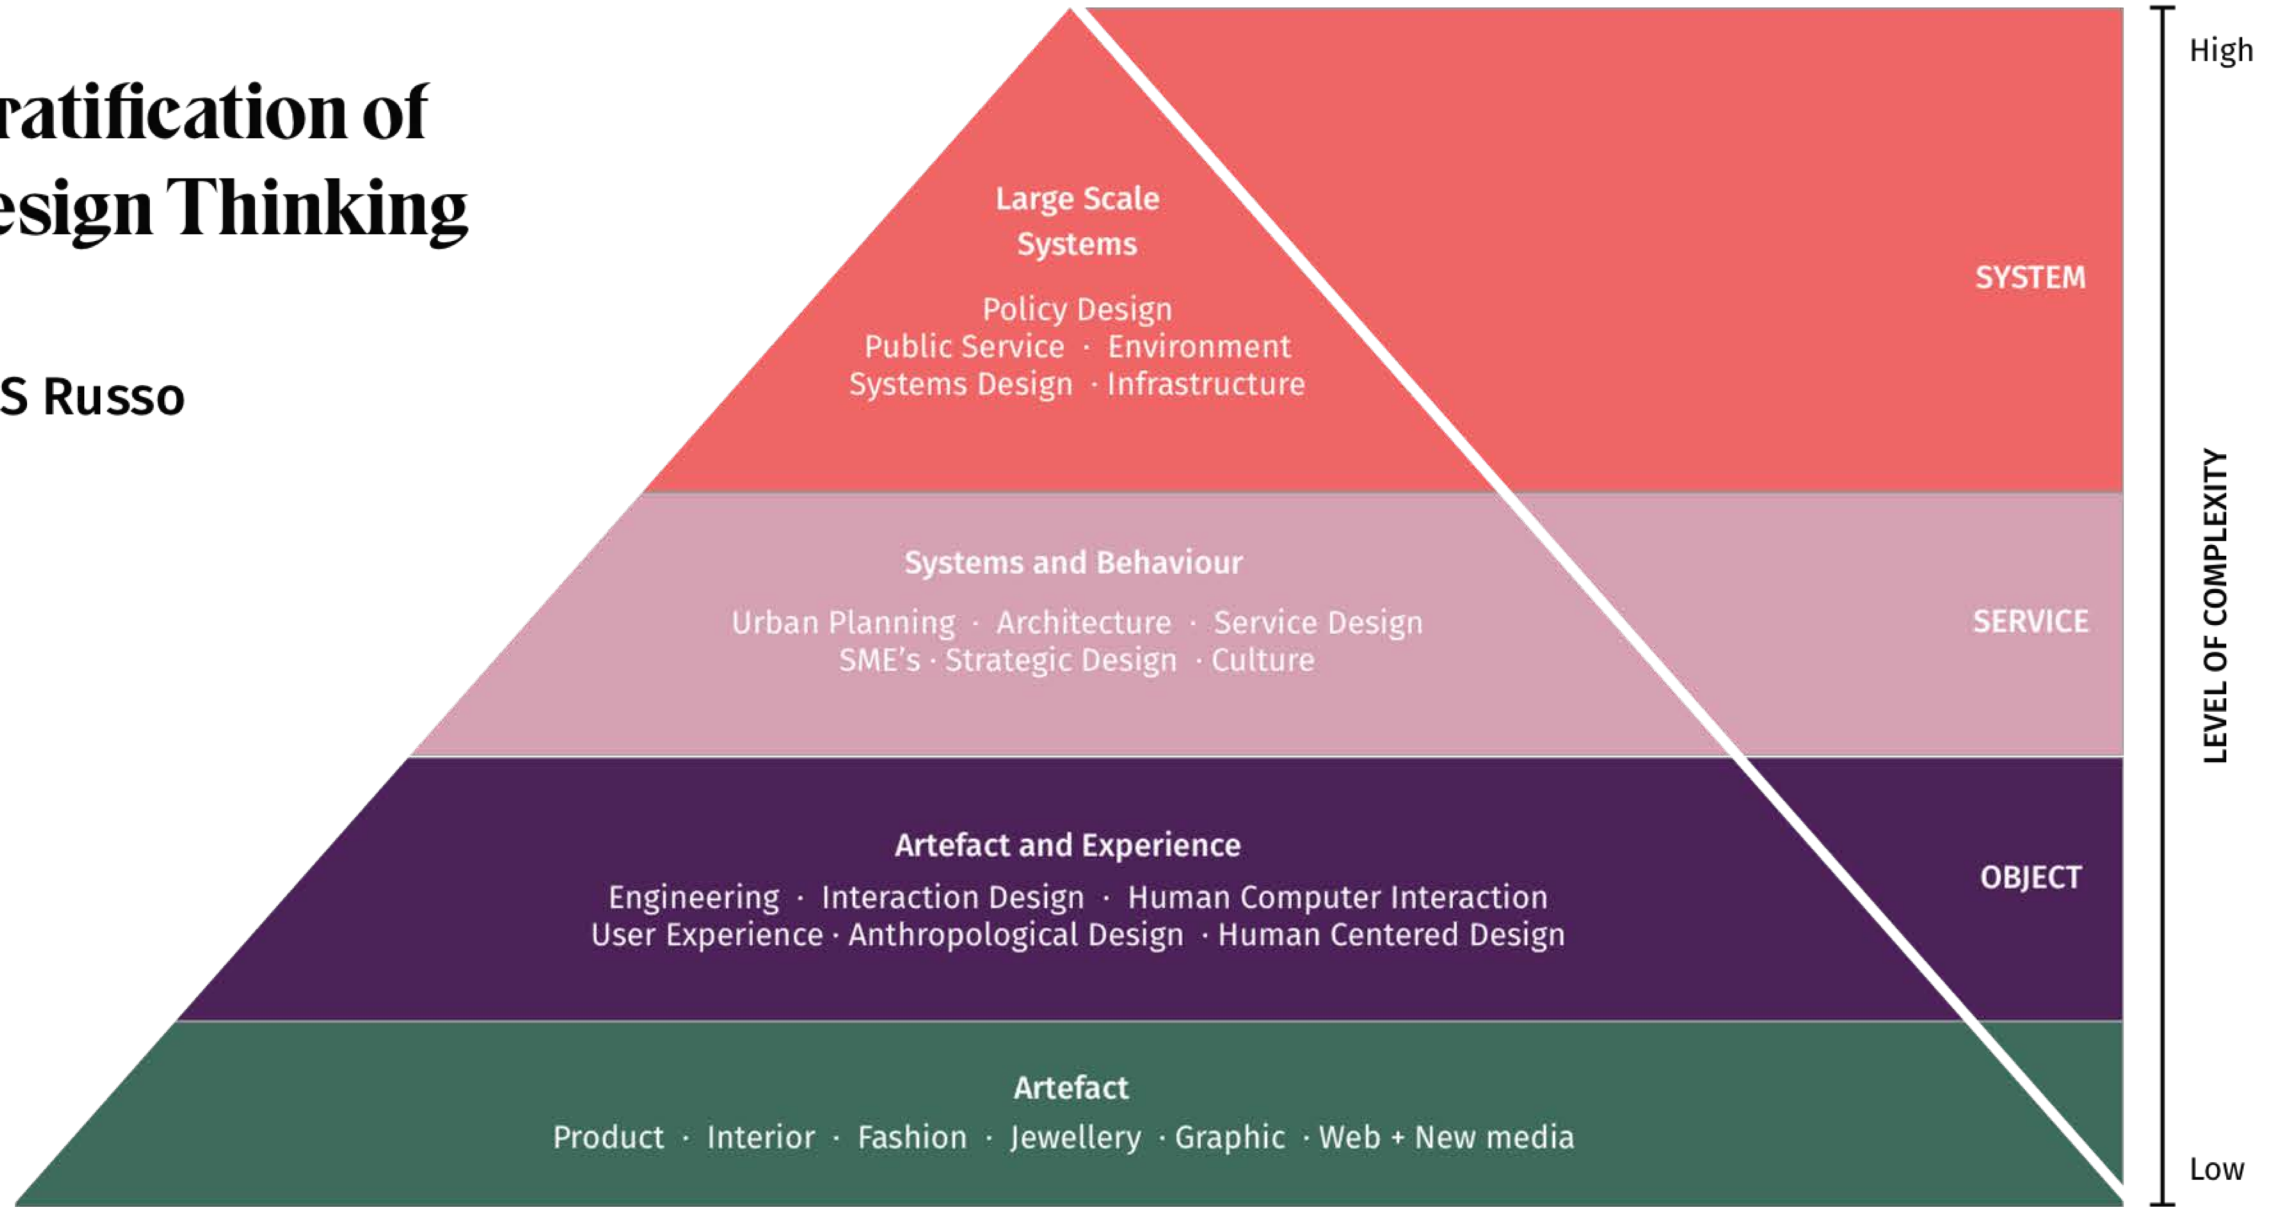 ratification of
esign Thinking
S Russo
Large Scale
Systems
Policy Design
Public Service · Environment
Systems Design · Infrastructure
SYSTEM
Systems and Behaviour
Urban Planning · Architecture · Service Design
SME’s · Strategic Design · Culture
SERVICE
Artefact and Experience
Engineering · Interaction Design · Human Computer Interaction
User Experience · Anthropological Design · Human Centered Design
OBJECT
Artefact
Product · Interior · Fashion · Jewellery · Graphic · Web + New media
High
LEVEL OF COMPLEXITY
Low